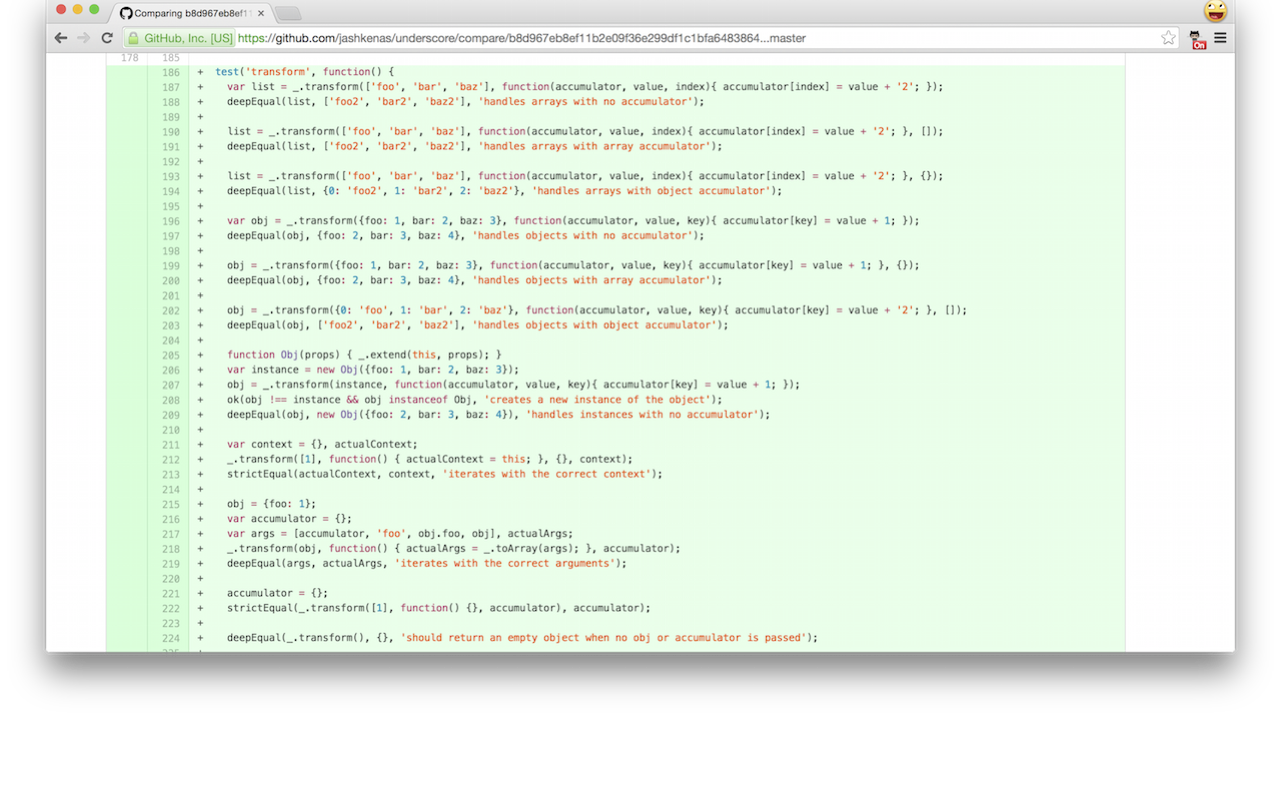 Comparing b8d967eb8ef11
GitHub, Inc. [US] https://github.com/jashkenas/underscore/compare/b8d967eb8ef11b2e09f36e299df1c1bfa6483864...master
On
178 185
186 + test('transform', function() {
187 + var list = _.transform(['foo', 'bar', 'baz'], function(accumulator, value, index){ accumulator[index] = value + '2'; });
188 + deepEqual(list, ['foo2', 'bar2', 'baz2'], 'handles arrays with no accumulator');
189 +
190 + list = _.transform(['foo', 'bar', 'baz'], function(accumulator, value, index){ accumulator[index] = value + '2'; }, []);
191 + deepEqual(list, ['foo2', 'bar2', 'baz2'], 'handles arrays with array accumulator');
192 +
193 + list = _.transform(['foo', 'bar', 'baz'], function(accumulator, value, index){ accumulator[index] = value + '2'; }, {});
194 + deepEqual(list, {0: 'foo2', 1: 'bar2', 2: 'baz2'}, 'handles arrays with object accumulator');
195 +
196 + var obj = _.transform({foo: 1, bar: 2, baz: 3}, function(accumulator, value, key){ accumulator[key] = value + 1; });
197 + deepEqual(obj, {foo: 2, bar: 3, baz: 4}, 'handles objects with no accumulator');
198 +
199 + obj = _.transform({foo: 1, bar: 2, baz: 3}, function(accumulator, value, key){ accumulator[key] = value + 1; }, {});
200 + deepEqual(obj, {foo: 2, bar: 3, baz: 4}, 'handles objects with array accumulator');
201 +
202 + obj = _.transform({0: 'foo', 1: 'bar', 2: 'baz'}, function(accumulator, value, key){ accumulator[key] = value + '2'; }, []);
203 + deepEqual(obj, ['foo2', 'bar2', 'baz2'], 'handles objects with object accumulator');
204 +
205 + function Obj(props) { _.extend(this, props); }
206 + var instance = new Obj({foo: 1, bar: 2, baz: 3});
207 + obj = _.transform(instance, function(accumulator, value, key){ accumulator[key] = value + 1; });
208 + ok(obj !== instance && obj instanceof Obj, 'creates a new instance of the object');
209 + deepEqual(obj, new Obj({foo: 2, bar: 3, baz: 4}), 'handles instances with no accumulator');
210 +
211 + var context = {}, actualContext;
212 + _.transform([1], function() { actualContext = this; }, {}, context);
213 + strictEqual(actualContext, context, 'iterates with the correct context');
214 +
215 + obj = {foo: 1};
216 + var accumulator = {};
217 + var args = [accumulator, 'foo', obj.foo, obj], actualArgs;
218 + _.transform(obj, function() { actualArgs = _.toArray(args); }, accumulator);
219 + deepEqual(args, actualArgs, 'iterates with the correct arguments');
220 +
221 + accumulator = {};
222 + strictEqual(_.transform([1], function() {}, accumulator), accumulator);
223 +
224 + deepEqual(_.transform(), {}, 'should return an empty object when no obj or accumulator is passed');